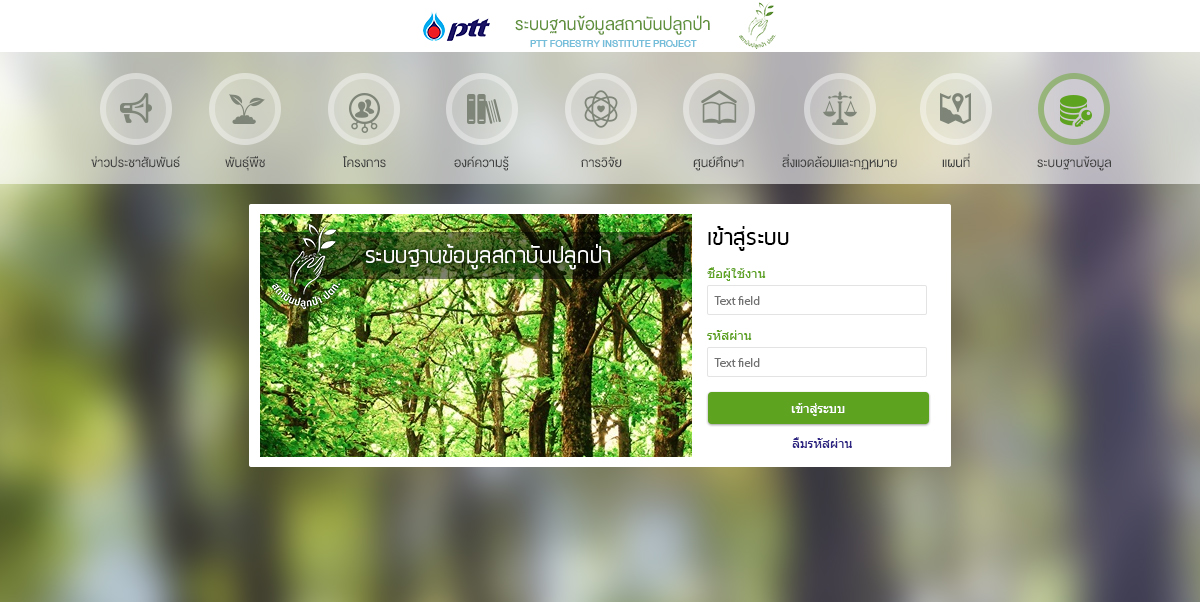 ptt
ระบบฐานข้อมูลสถาบันปลูกป่า
PTT FORESTRY INSTITUTE PROJECT
สถาบันปลูกป่า ปตท.
ข่าวประชาสัมพันธ์
พันธุ์พืช
โครงการ
องค์ความรู้
การวิจัย
ศูนย์ศึกษา
สิ่งแวดล้อมและกฎหมาย
แผนที่
ระบบฐานข้อมูล
ระบบฐานข้อมูลสถาบันปลูกป่า
สถาบันปลูกป่า ปตท.
เข้าสู่ระบบ
ชื่อผู้ใช้งาน
Text field
รหัสผ่าน
Text field
เข้าสู่ระบบ
ลืมรหัสผ่าน